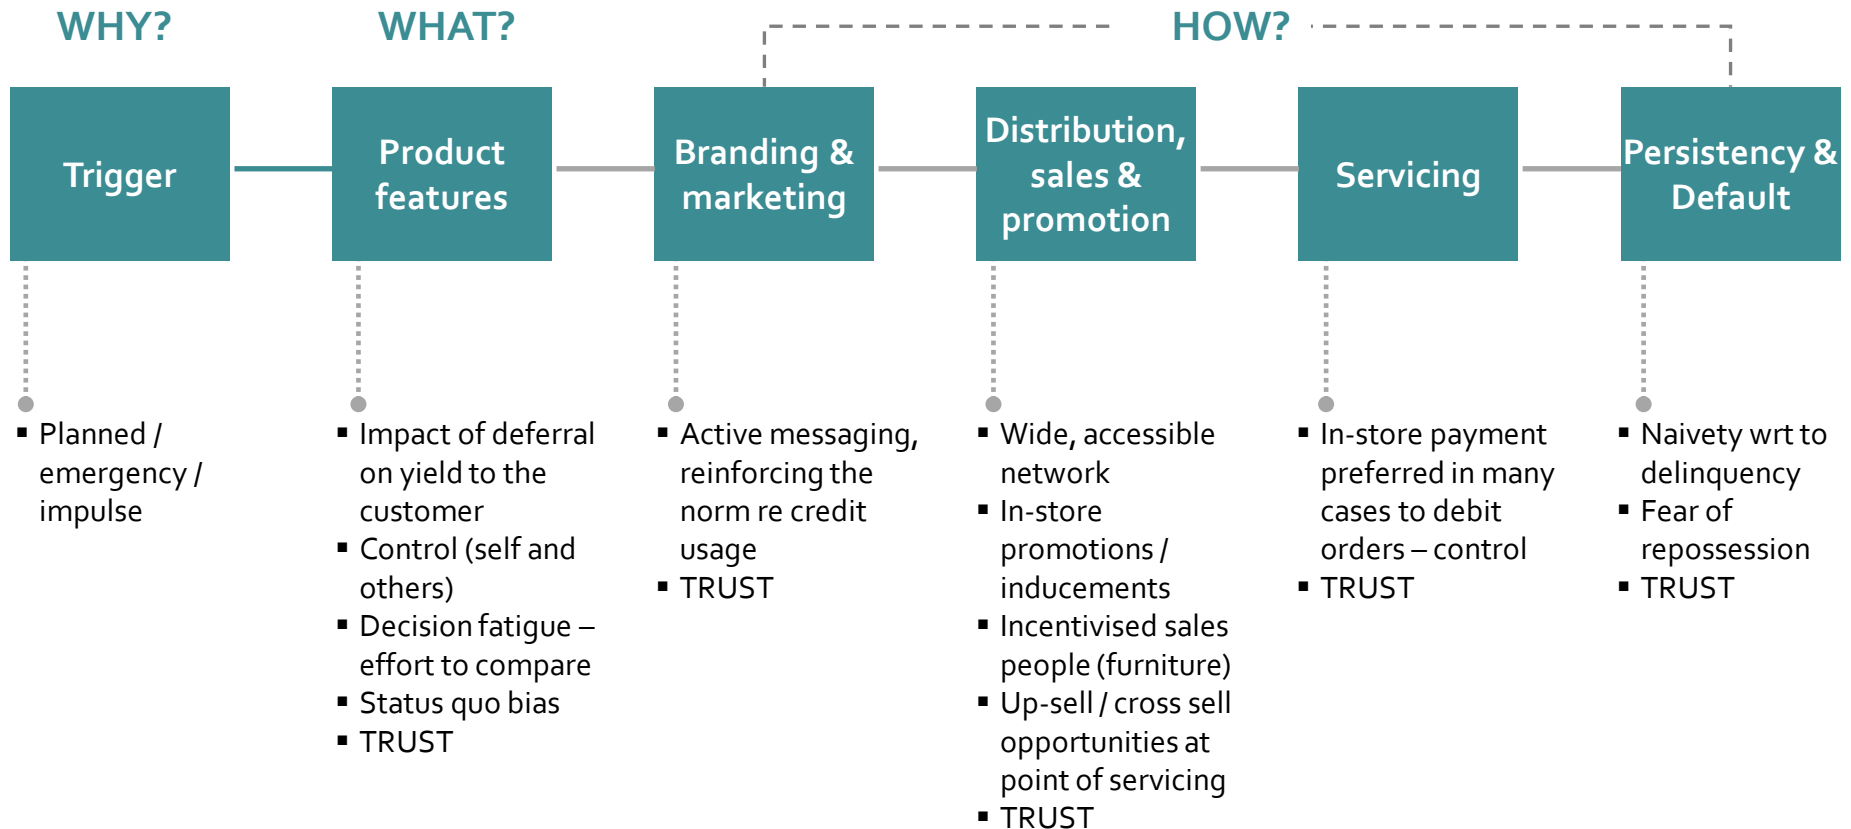 WHY?
WHAT?
HOW?
Trigger
Product
features
Branding &
marketing
Distribution,
sales &
promotion
Servicing
Persistency &
Default
▪ Planned /
emergency /
impulse
▪ Impact of deferral
on yield to the
customer
▪ Control (self and
others)
▪ Decision fatigue –
effort to compare
▪ Status quo bias
▪ TRUST
▪ Active messaging,
reinforcing the
norm re credit
usage
▪ TRUST
▪ Wide, accessible
network
▪ In-store
promotions /
inducements
▪ Incentivised sales
people (furniture)
▪ Up-sell / cross sell
opportunities at
point of servicing
▪ TRUST
▪ In-store payment
preferred in many
cases to debit
orders – control
▪ TRUST
▪ Naivety wrt to
delinquency
▪ Fear of
repossession
▪ TRUST